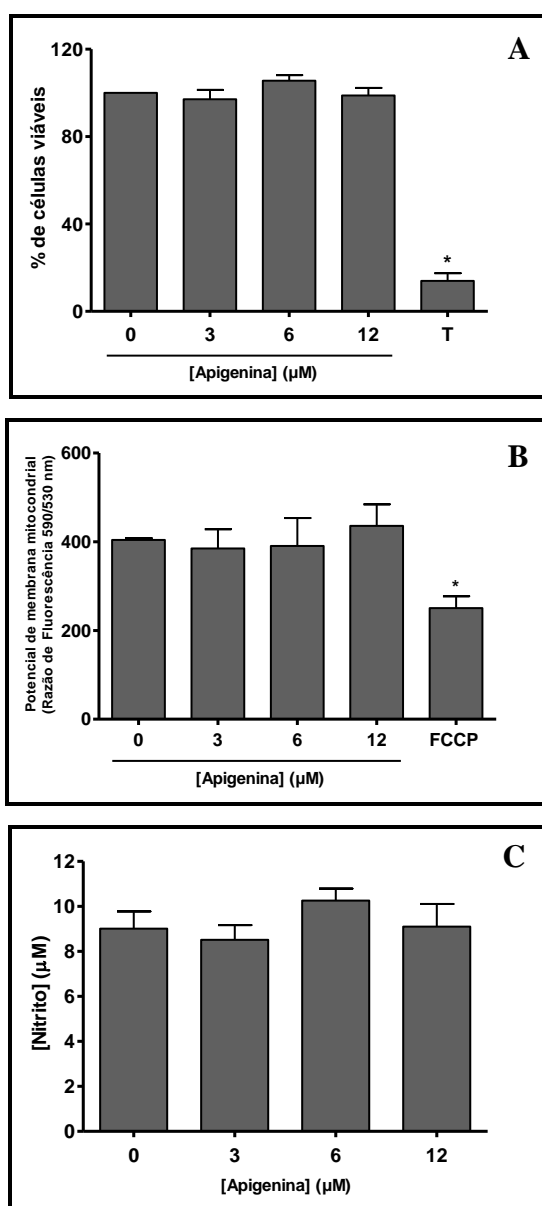 A
% de células viáveis
120
80
40
0
*
0 3 6 12 T
[Apigenina] (µM)
B
Potencial de membrana mitocondrial
(Razão de Fluorescência 590/530 nm)
600
400
200
0
*
0 3 6 12 FCCP
[Apigenina] (µM)
C
[Nitrito] (µM)
12
10
8
6
4
2
0
0 3 6 12
[Apigenina] (µM)